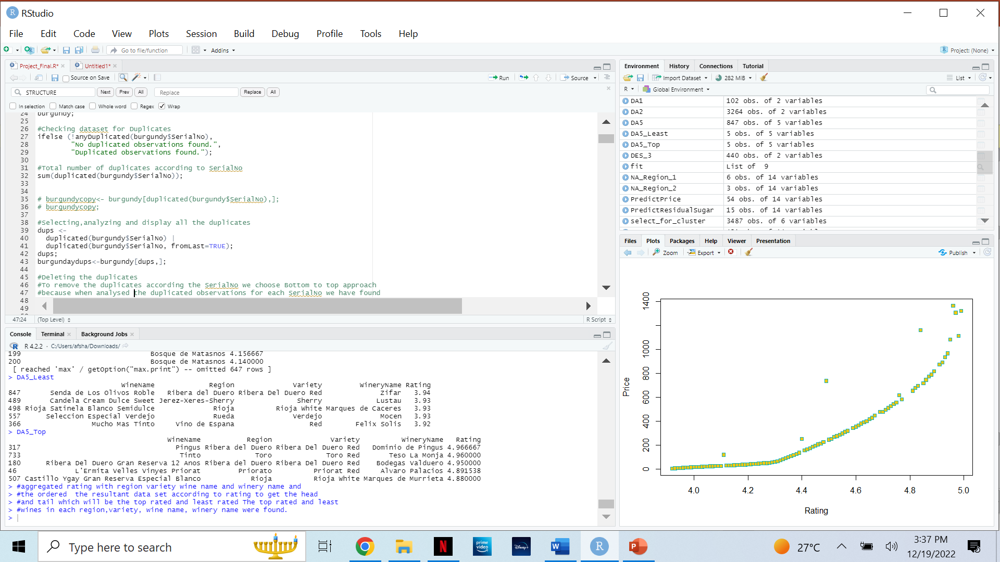 RStudio
File Edit Code View Plots Session Build Debug Profile Tools Help
Go to file/function Addins Project: (None)
Project_Final.R* Untitled1*
Source on Save Run Source
STRUCTURE Next Prev All Replace Replace All
In selection Match case Whole word Regex Wrap
24 burgundy;
25
26 #Checking dataset for Duplicates
27 ifelse (!anyDuplicated(burgundy$SerialNo),
28 "No duplicated observations found.",
29 "Duplicated observations found.");
30
31 #Total number of duplicates according to SerialNo
32 sum(duplicated(burgundy$SerialNo));
33
34
35 # burgundycopy<- burgundy[duplicated(burgundy$SerialNo),];
36 # burgundycopy;
37
38 #Selecting,analyzing and display all the duplicates
39 dups <-
40 duplicated(burgundy$SerialNo) |
41 duplicated(burgundy$SerialNo, fromLast=TRUE);
42 dups;
43 burgundaydups<-burgundy[dups,];
44
45 #Deleting the duplicates
46 #To remove the duplicates according the SerialNo we choose Bottom to top approach
47 #because when analysed the duplicated observations for each SerialNo we have found
48
49
47:24 (Top Level) R Script
Console Terminal Background Jobs
R R 4.2.2 · C:/Users/afsha/Downloads/
199 Bosque de Matasnos 4.156667
200 Bosque de Matasnos 4.140000
[ reached 'max' / getOption("max.print") -- omitted 647 rows ]
> DA5_Least
WineName Region Variety WineryName Rating
847 Senda de Los Olivos Roble Ribera del Duero Ribera Del Duero Red Zifar 3.94
489 Candela Cream Dulce Sweet Jerez-Xeres-Sherry Sherry Lustau 3.93
498 Rioja Satinela Blanco Semidulce Rioja Rioja White Marques de Caceres 3.93
557 Seleccion Especial Verdejo Rueda Verdejo Mocen 3.93
366 Mucho Mas Tinto Vino de Espana Red Felix Solis 3.92
> DA5_Top
WineName Region Variety WineryName Rating
317 Pingus Ribera del Duero Ribera Del Duero Red Dominio de Pingus 4.966667
733 Tinto Toro Toro Red Teso La Monja 4.960000
180 Ribera Del Duero Gran Reserva 12 Anos Ribera del Duero Ribera Del Duero Red Bodegas Valduero 4.950000
46 L'Ermita Velles Vinyes Priorat Priorato Priorat Red Alvaro Palacios 4.891538
507 Castillo Ygay Gran Reserva Especial Blanco Rioja Rioja White Marques de Murrieta 4.880000
> #aggregated rating with region variety wine name and winery name and
> #the ordered the resultant data set according to rating to get the head
> #and tail which will be the top rated and least rated The top rated and least
> #wines in each region,variety, wine name, winery name were found.
>
Environment History Connections Tutorial
Import Dataset 282 MiB List
R Global Environment
DA1 102 obs. of 2 variables
DA2 3264 obs. of 2 variables
DA5 847 obs. of 5 variables
DA5_Least 5 obs. of 5 variables
DA5_Top 5 obs. of 5 variables
DES_3 440 obs. of 2 variables
fit List of 9
NA_Region_1 6 obs. of 14 variables
NA_Region_2 3 obs. of 14 variables
PredictPrice 54 obs. of 14 variables
PredictResidualSugar 15 obs. of 14 variables
select_for_cluster 3487 obs. of 6 variables
Files Plots Packages Help Viewer Presentation
Zoom Export Publish
Price
1400
1000
800
600
400
200
0
4.0 4.2 4.4 4.6 4.8 5.0
Rating
Type here to search
N
prime video
Disney+
W
R
P
27°C
3:37 PM
12/19/2022